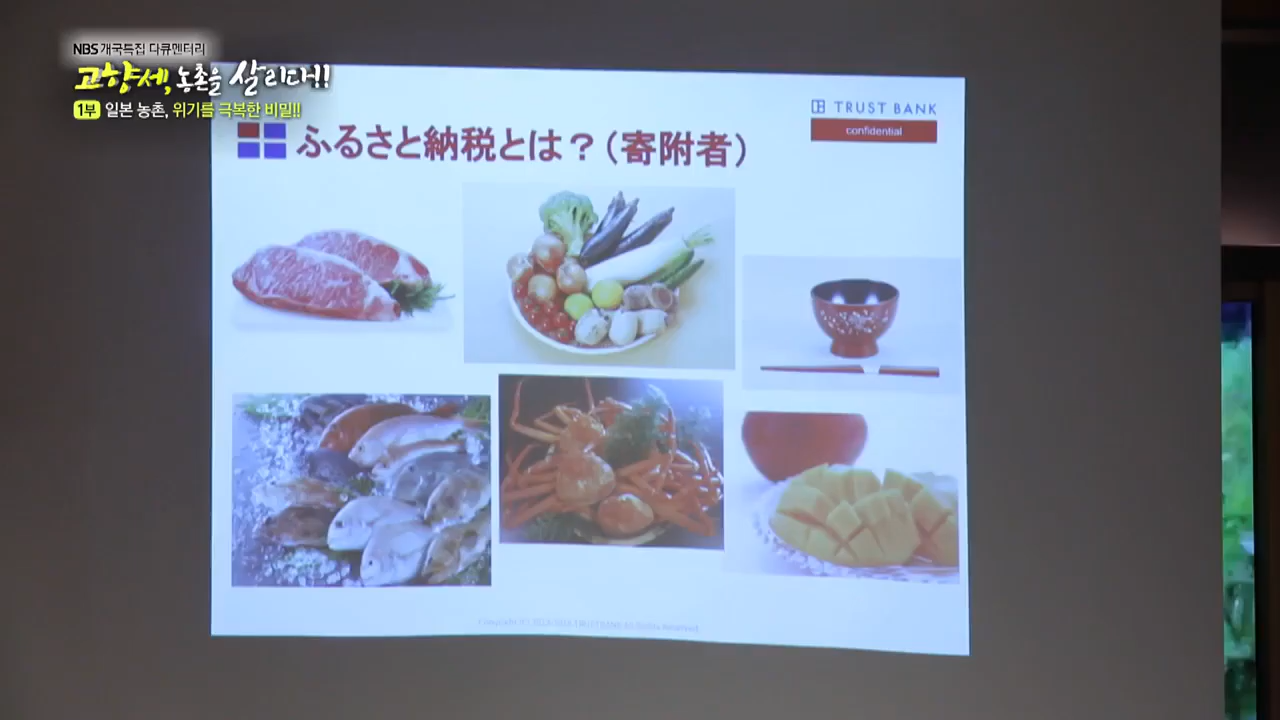 NBS 개국특집 다큐멘터리
고향세, 농촌을 살리다!!
1부 일본 농촌, 위기를 극복한 비밀!!
TRUST BANK
confidential
ふるさと納税とは？（寄附者）